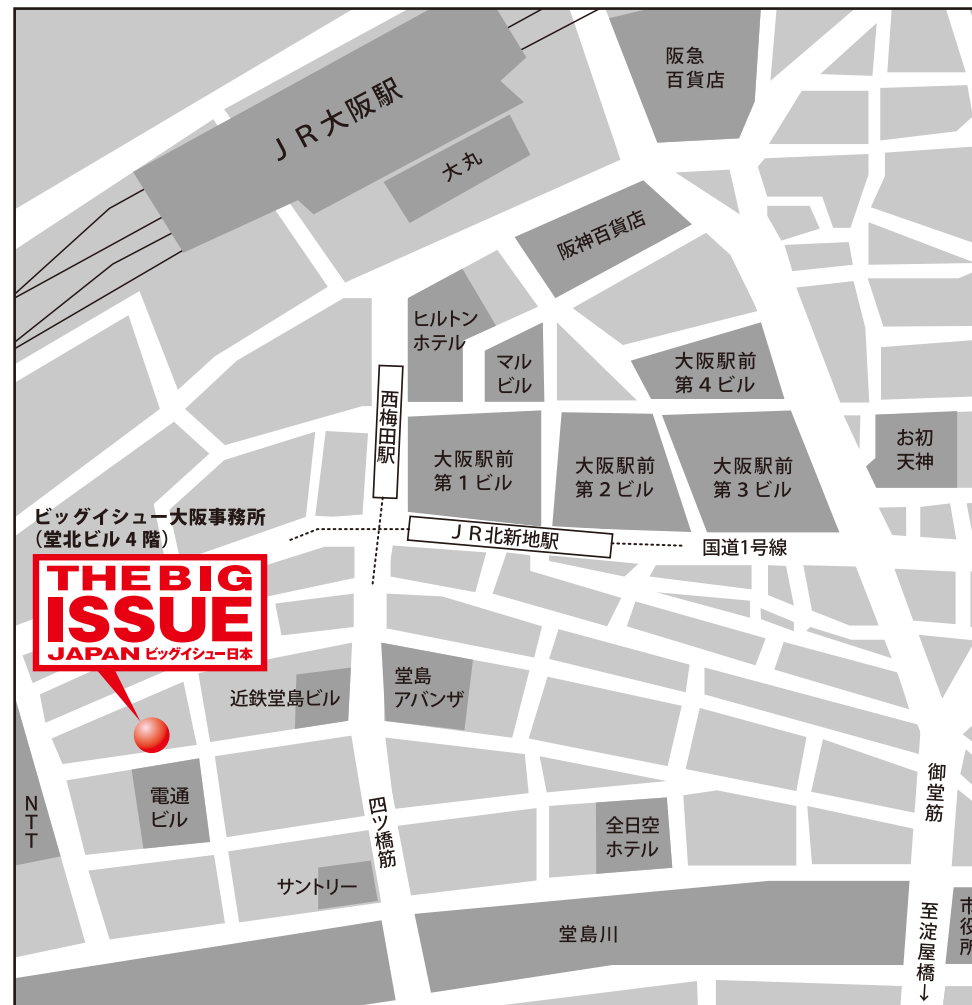 阪急
百貨店
JR大阪駅
大丸
阪神百貨店
ヒルトン
ホテル
マル
ビル
大阪駅前
第4ビル
西梅田駅
大阪駅前
第1ビル
大阪駅前
第2ビル
大阪駅前
第3ビル
お初
天神
ビッグイシュー大阪事務所
(堂北ビル4階)
JR北新地駅
国道1号線
THE BIG
ISSUE
JAPAN ビッグイシュー日本
近鉄堂島ビル
堂島
アバンザ
NTT
電通
ビル
四ツ橋筋
全日空
ホテル
御堂筋
サントリー
堂島川
至淀屋橋↓
市役所